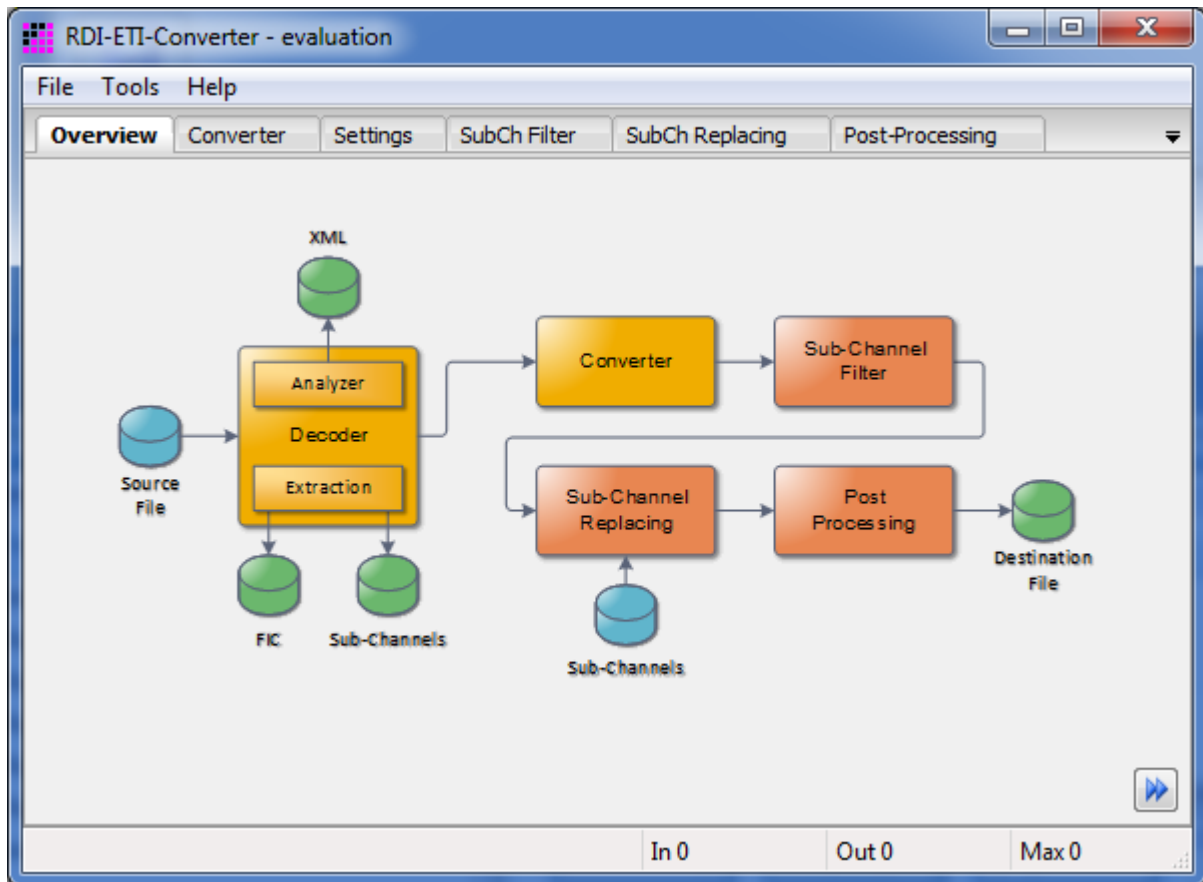 RDI-ETI-Converter - evaluation
File Tools Help
Overview Converter Settings SubCh Filter SubCh Replacing Post-Processing
XML
Analyzer
Decoder
Extraction
Source
File
FIC
Sub-Channels
Converter
Sub-Channel
Filter
Sub-Channel
Replacing
Post
Processing
Sub-Channels
Destination
File
In 0 Out 0 Max 0